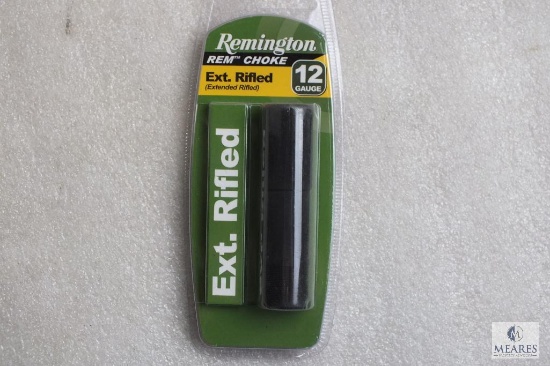 Remington
REM™ CHOKE
Ext. Rifled
(Extended Rifled)
12
GAUGE
Ext. Rifled
MEARES